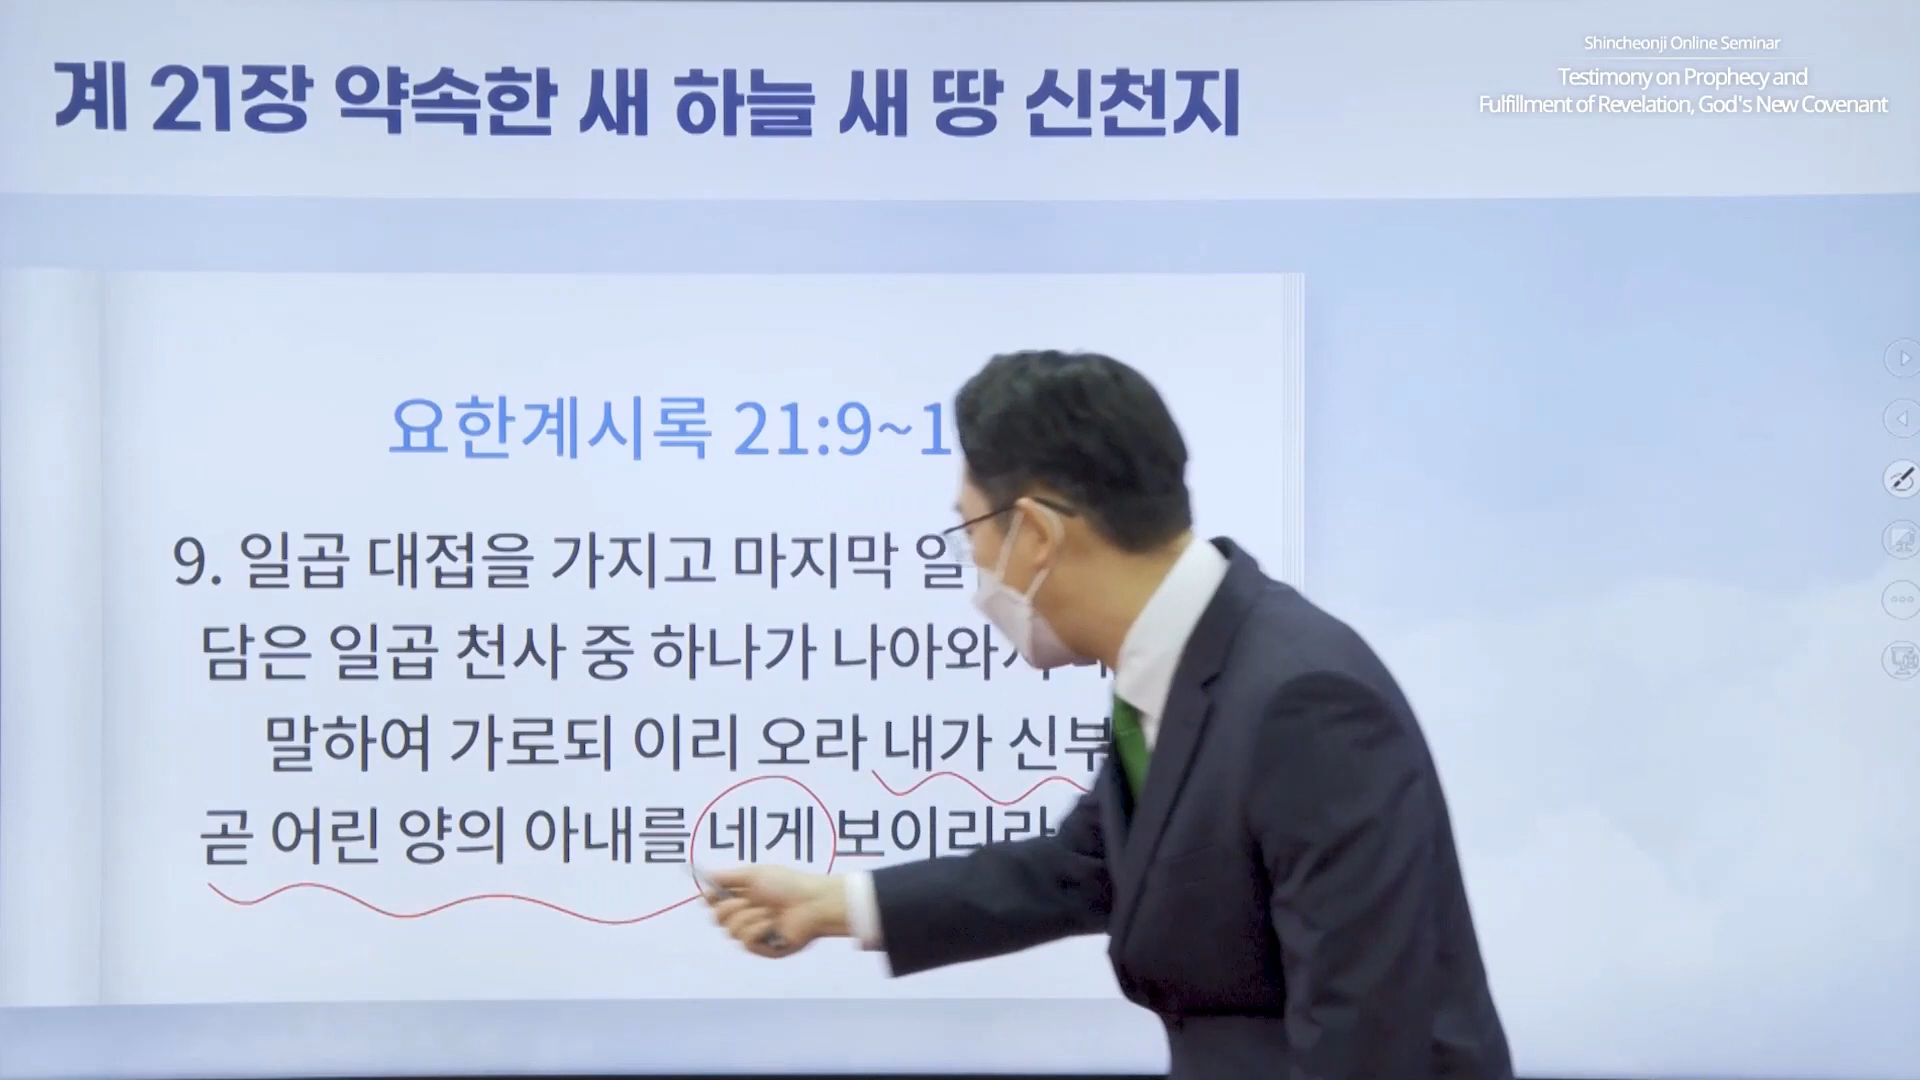 계 21장 약속한 새 하늘 새 땅 신천지
Shincheonji Online Seminar
Testimony on Prophecy and
Fulfillment of Revelation, God's New Covenant
요한계시록 21:9~1
9. 일곱 대접을 가지고 마지막
담은 일곱 천사 중 하나가
말하여 가로되 이리 오라 내가 신부
곧 어린 양의 아내를 네게 보이리라